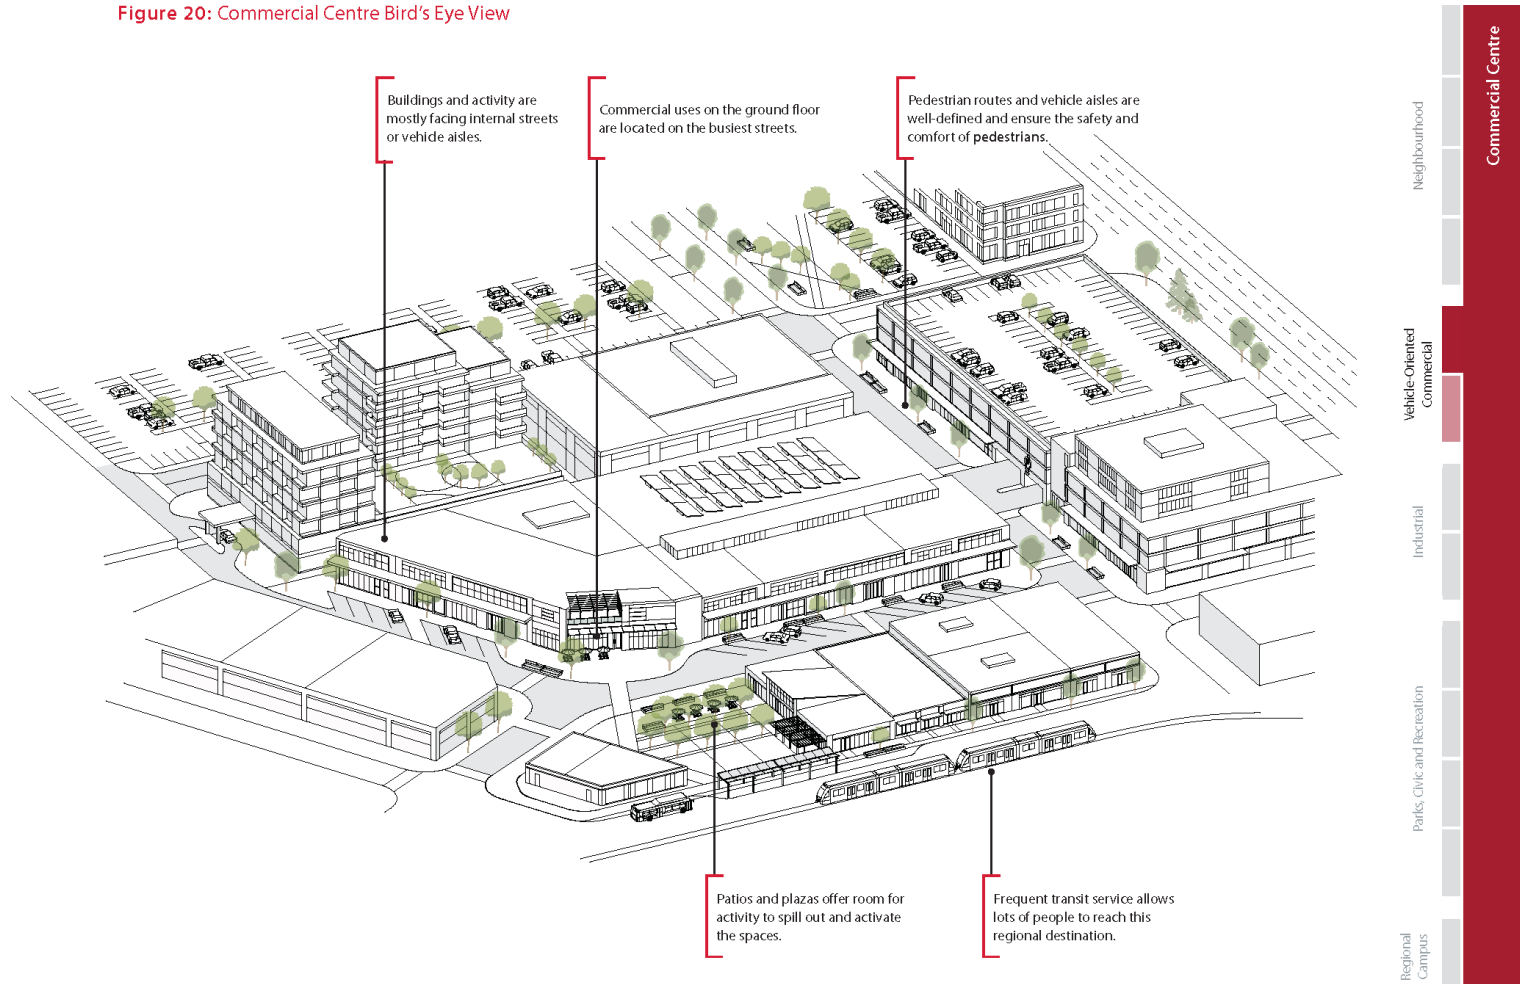 Figure 20: Commercial Centre Bird's Eye View
Buildings and activity are
mostly facing internal streets
or vehicle aisles.
Commercial uses on the ground floor
are located on the busiest streets.
Pedestrian routes and vehicle aisles are
well-defined and ensure the safety and
comfort of pedestrians.
Patios and plazas offer room for
activity to spill out and activate
the spaces.
Frequent transit service allows
lots of people to reach this
regional destination.
Commercial Centre
Neighbourhood
Vehicle-Oriented
Commercial
Industrial
Parks, Civic and Recreation
Regional
Campus